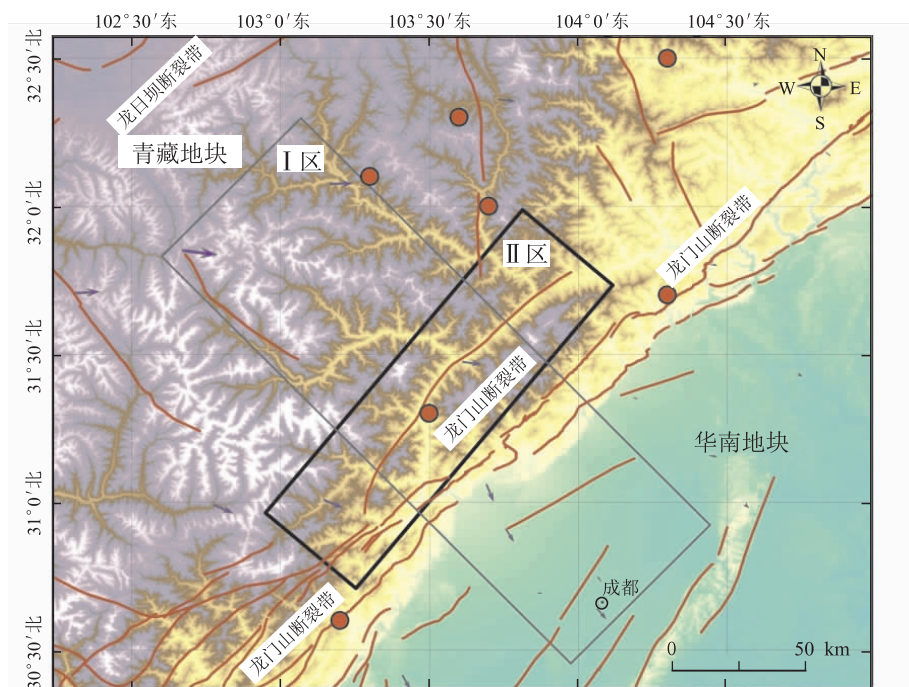 102°30′东 103°0′东 103°30′东 104°0′东 104°30′东
32°30′北
32°0′北
31°30′北
31°0′北
30°30′北
N
W E
S
龙日坝断裂带
青藏地块
Ⅰ区
Ⅱ区
龙门山断裂带
龙门山断裂带
华南地块
龙门山断裂带
成都
0 50 km